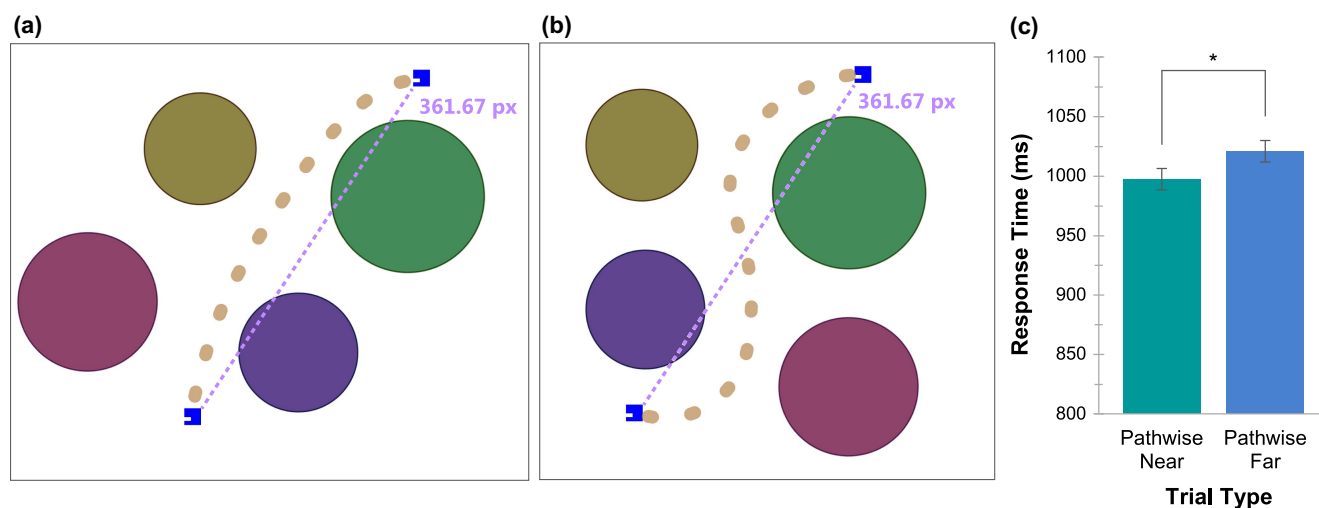 (a)
361.67 px
(b)
361.67 px
(c)
Response Time (ms)
1100
1050
1000
950
900
850
800
*
Pathwise
Near
Pathwise
Far
Trial Type